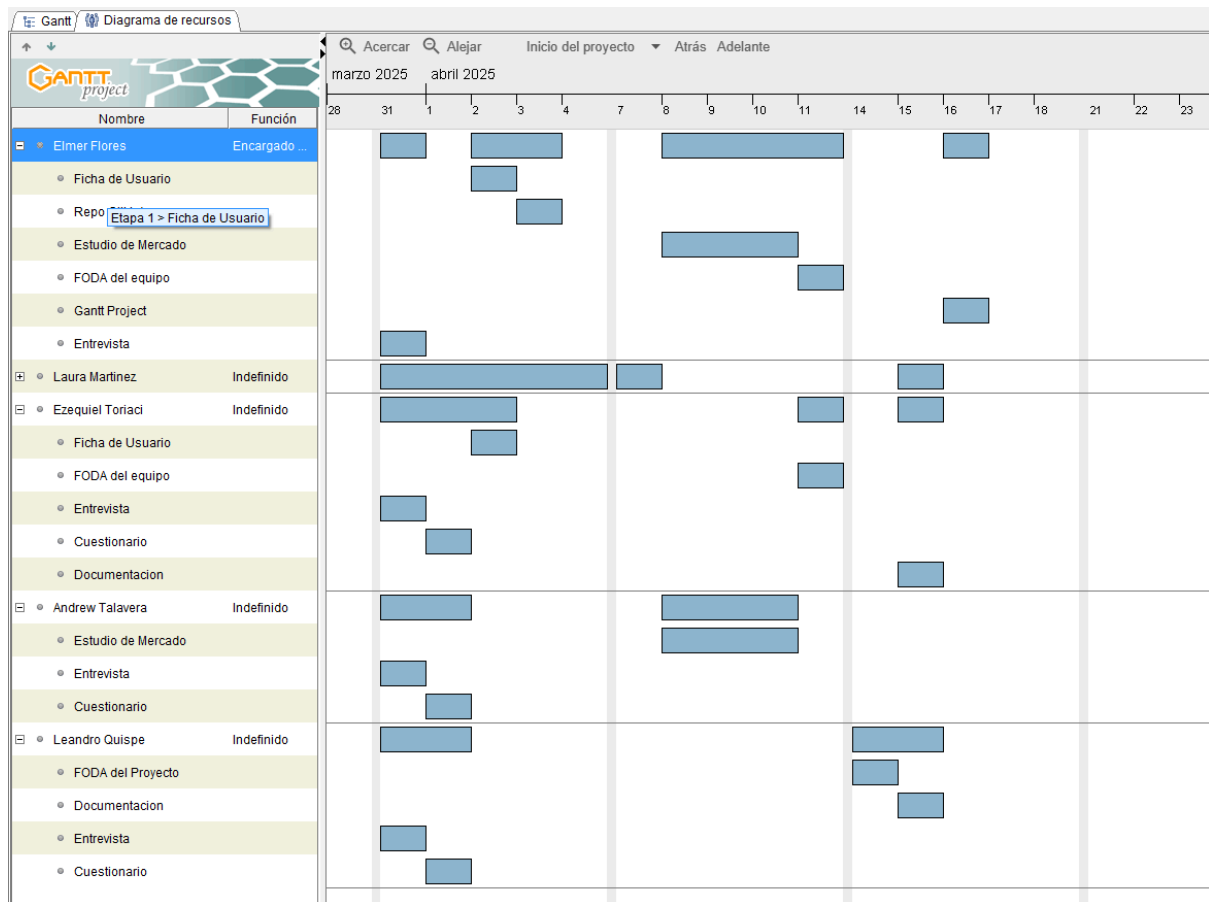 Gantt Diagrama de recursos
Acercar Alejar Inicio del proyecto Atrás Adelante
GANTT project
marzo 2025 abril 2025
28 31 1 2 3 4 7 8 9 10 11 14 15 16 17 18 21 22 23
Nombre Función
Elmer Flores Encargado ...
Ficha de Usuario
Repo
Etapa 1 > Ficha de Usuario
Estudio de Mercado
FODA del equipo
Gantt Project
Entrevista
Laura Martinez Indefinido
Ezequiel Toriaci Indefinido
Ficha de Usuario
FODA del equipo
Entrevista
Cuestionario
Documentacion
Andrew Talavera Indefinido
Estudio de Mercado
Entrevista
Cuestionario
Leandro Quispe Indefinido
FODA del Proyecto
Documentacion
Entrevista
Cuestionario